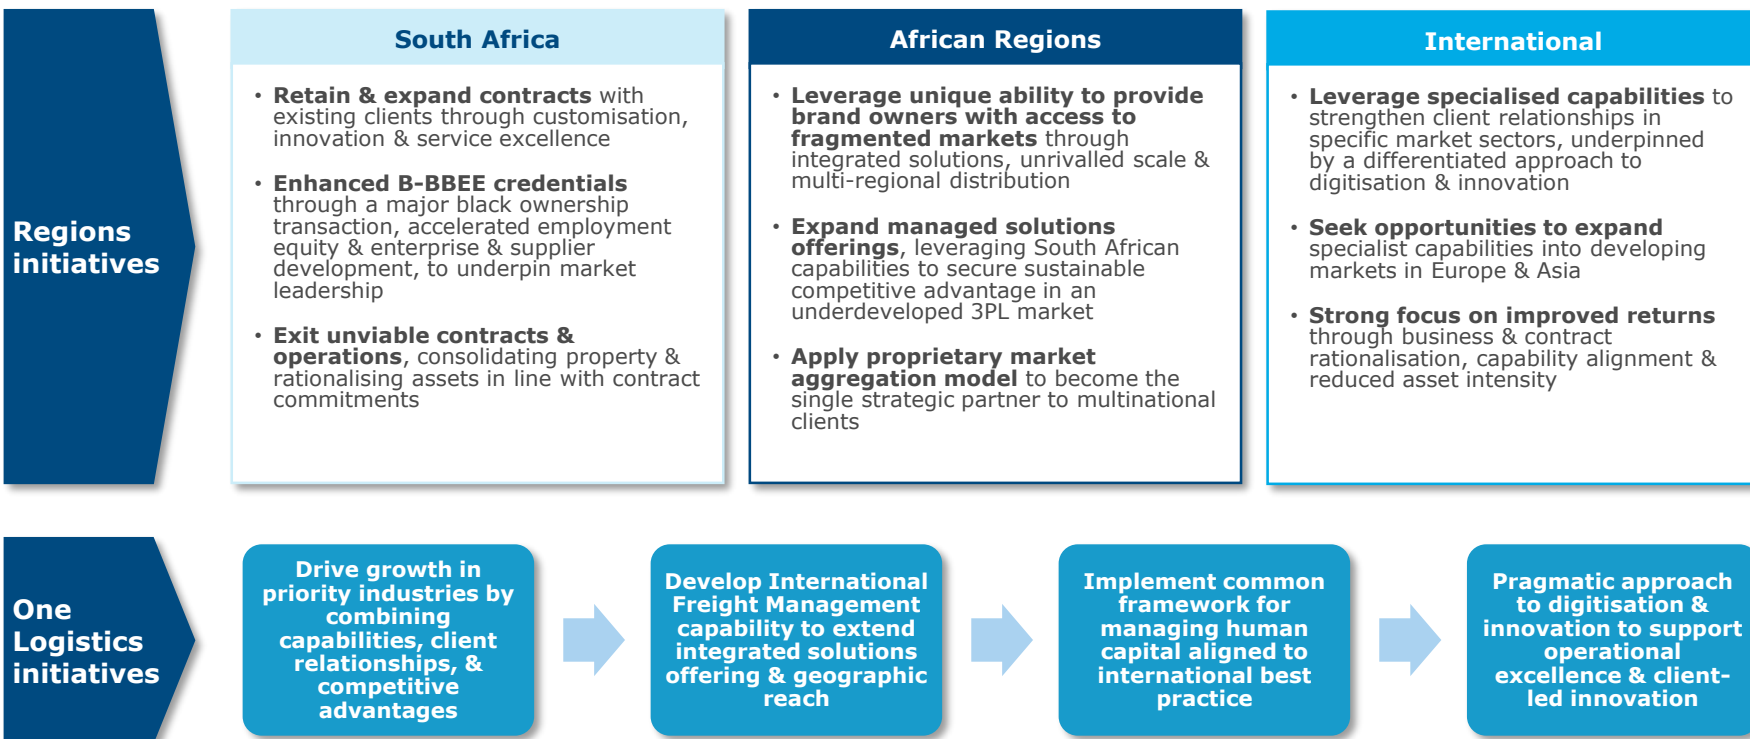 Regions
initiatives
South Africa
• Retain & expand contracts with
existing clients through customisation,
innovation & service excellence
• Enhanced B-BBEE credentials
through a major black ownership
transaction, accelerated employment
equity & enterprise & supplier
development, to underpin market
leadership
• Exit unviable contracts &
operations, consolidating property &
rationalising assets in line with contract
commitments
African Regions
• Leverage unique ability to provide
brand owners with access to
fragmented markets through
integrated solutions, unrivalled scale &
multi-regional distribution
• Expand managed solutions
offerings, leveraging South African
capabilities to secure sustainable
competitive advantage in an
underdeveloped 3PL market
• Apply proprietary market
aggregation model to become the
single strategic partner to multinational
clients
International
• Leverage specialised capabilities to
strengthen client relationships in
specific market sectors, underpinned
by a differentiated approach to
digitisation & innovation
• Seek opportunities to expand
specialist capabilities into developing
markets in Europe & Asia
• Strong focus on improved returns
through business & contract
rationalisation, capability alignment &
reduced asset intensity
One
Logistics
initiatives
Drive growth in
priority industries by
combining
capabilities, client
relationships, &
competitive
advantages
Develop International
Freight Management
capability to extend
integrated solutions
offering & geographic
reach
Implement common
framework for
managing human
capital aligned to
international best
practice
Pragmatic approach
to digitisation &
innovation to support
operational
excellence & client-
led innovation